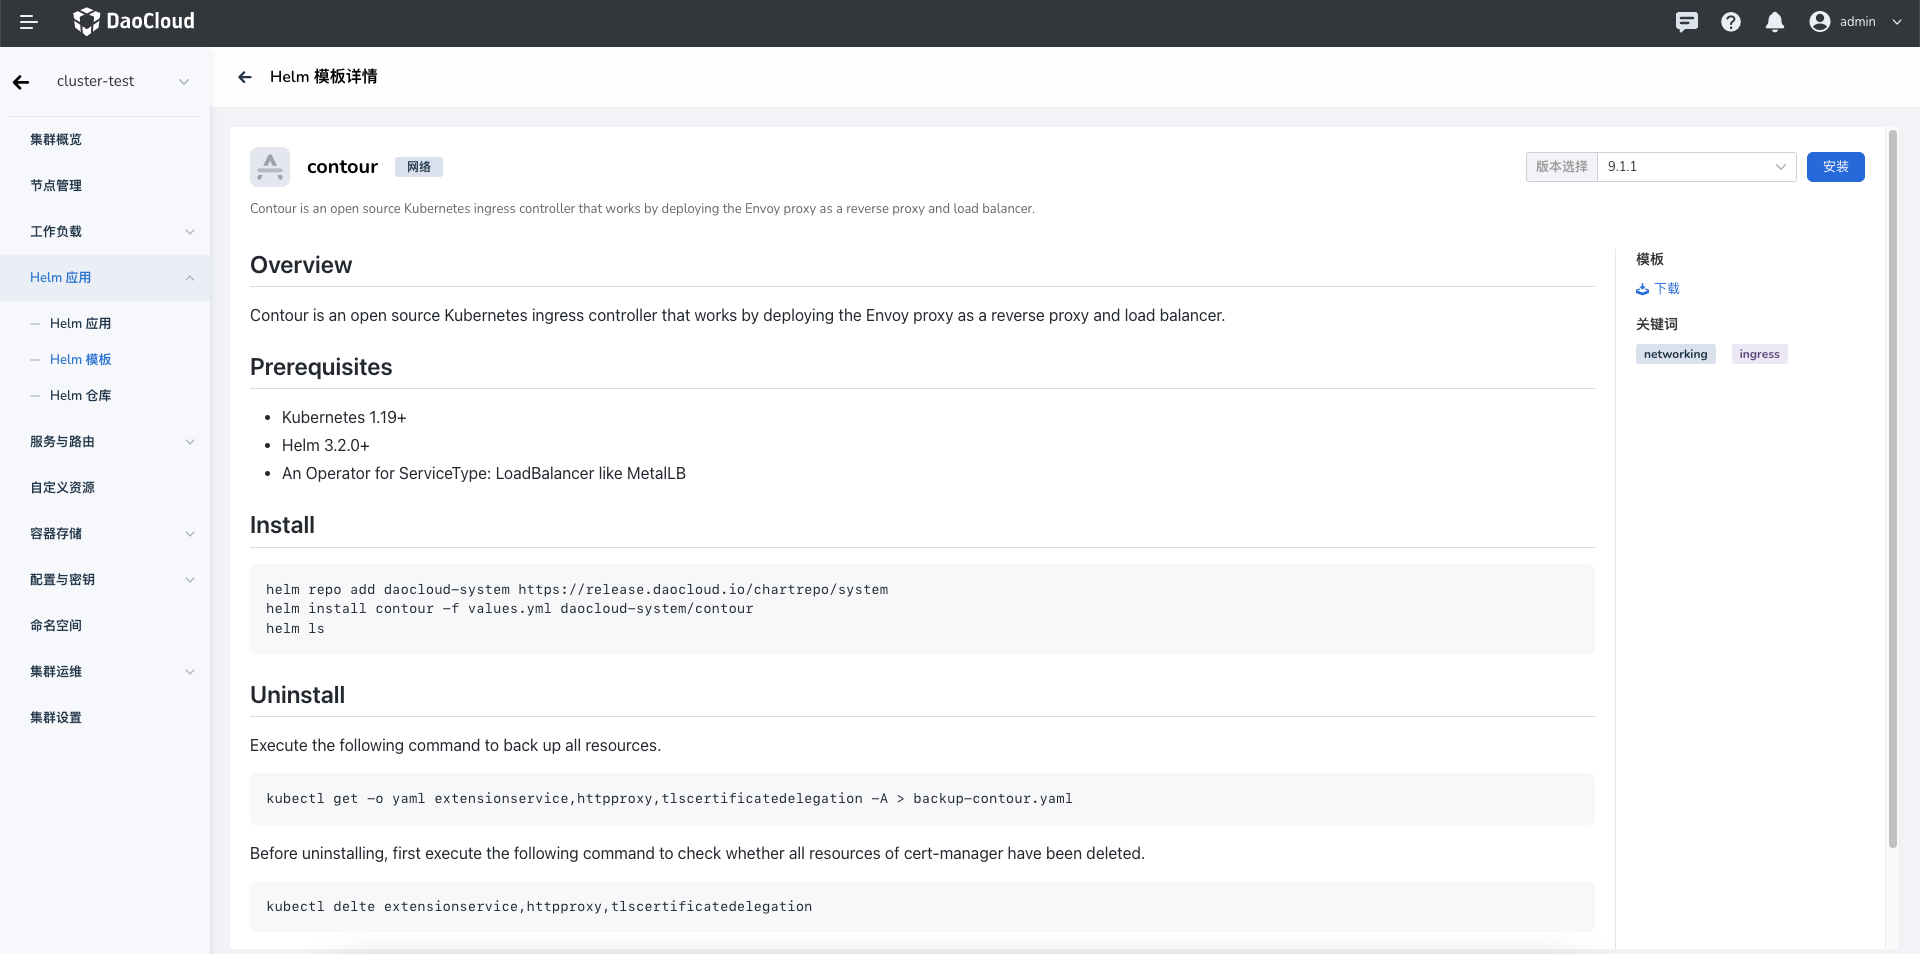 DaoCloud
admin
cluster-test
集群概览
节点管理
工作负载
Helm 应用
Helm 应用
Helm 模板
Helm 仓库
服务与路由
自定义资源
容器存储
配置与密钥
命名空间
集群运维
集群设置
Helm 模板详情
contour
网络
版本选择
9.1.1
安装
Contour is an open source Kubernetes ingress controller that works by deploying the Envoy proxy as a reverse proxy and load balancer.
Overview
Contour is an open source Kubernetes ingress controller that works by deploying the Envoy proxy as a reverse proxy and load balancer.
Prerequisites
• Kubernetes 1.19+
• Helm 3.2.0+
• An Operator for ServiceType: LoadBalancer like MetalLB
Install
helm repo add daocloud-system https://release.daocloud.io/chartrepo/system
helm install contour -f values.yml daocloud-system/contour
helm ls
Uninstall
Execute the following command to back up all resources.
kubectl get -o yaml extensionservice,httpproxy,tlscertificatedelegation -A > backup-contour.yaml
Before uninstalling, first execute the following command to check whether all resources of cert-manager have been deleted.
kubectl delte extensionservice,httpproxy,tlscertificatedelegation
模板
下载
关键词
networking
ingress